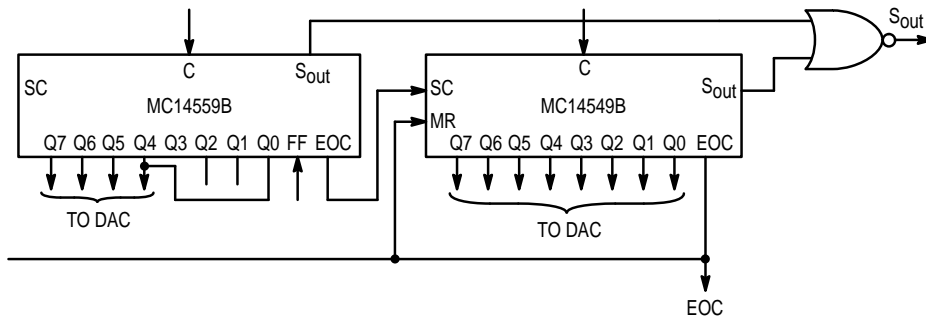 Sout
C
Sout
SC
MC14559B
Q7 Q6 Q5 Q4 Q3 Q2 Q1 Q0 FF EOC
TO DAC
C
Sout
SC
MC14549B
MR
Q7 Q6 Q5 Q4 Q3 Q2 Q1 Q0 EOC
TO DAC
EOC